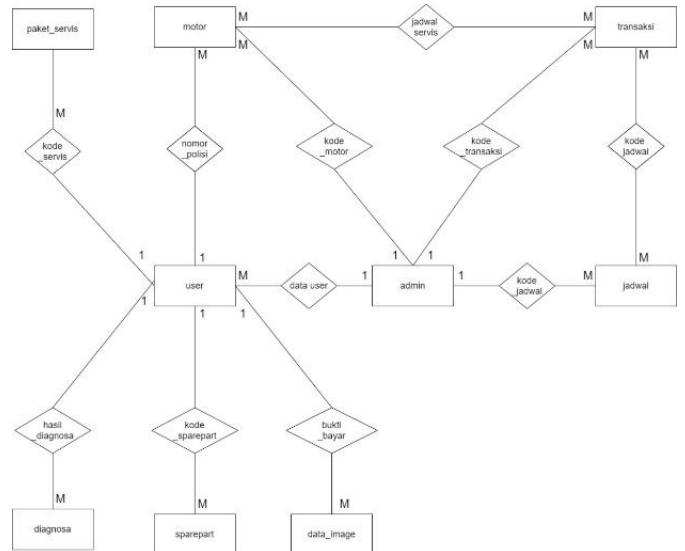 paket_servis
motor
M
jadwal
servis
M
transaksi
M
M
M
M
M
kode
_servis
nomor
_polisi
kode
_motor
kode
_transaksi
kode
jadwal
1
1
1
1
M
user
M
data user
1
admin
1
kode
_jadwal
M
jadwal
1
1
1
hasil
_diagnosa
kode
_sparepart
bukti
_bayar
M
M
M
diagnosa
sparepart
data_image